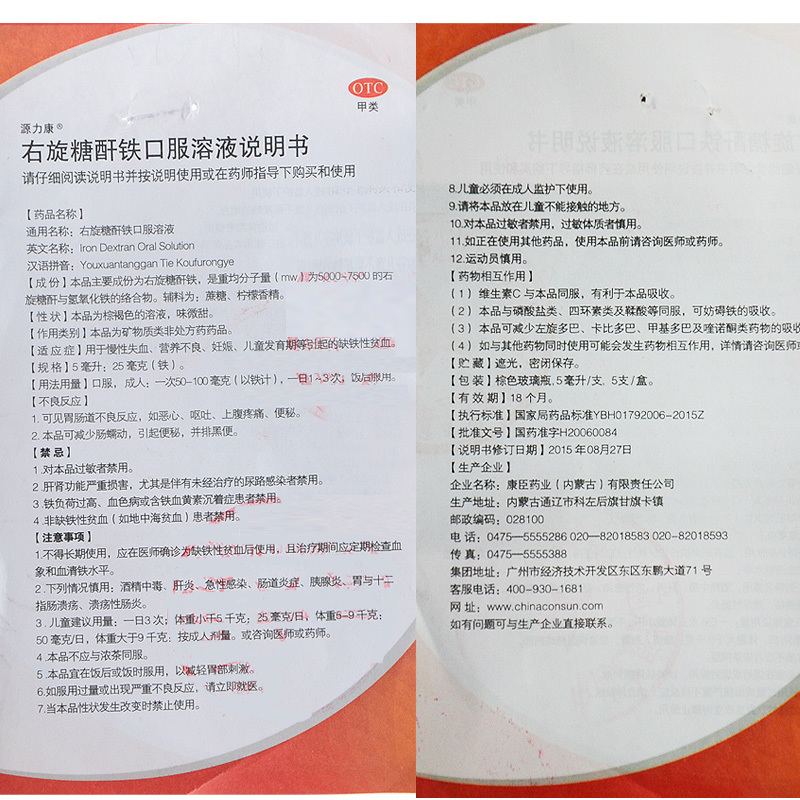 OTC
甲类
源力康®
右旋糖酐铁口服溶液说明书
请仔细阅读说明书并按说明使用或在药师指导下购买和使用
【药品名称】
通用名称：右旋糖酐铁口服溶液
英文名称：Iron Dextran Oral Solution
汉语拼音：Youxuantanggan Tie Koufurongye
【成 份】本品主要成份为右旋糖酐铁，是重均分子量（mw）为5000~7500 的右
旋糖酐与氢氧化铁的络合物。辅料为：蔗糖、柠檬香精。
【性 状】本品为棕褐色的溶液，味微甜。
【作用类别】本品为矿物质类非处方药药品。
【适 应 症】用于慢性失血、营养不良、妊娠、儿童发育期等引起的缺铁性贫血。
【规 格】5 毫升：25 毫克（铁）。
【用法用量】口服，成人：一次50-100 毫克（以铁计），一日1~3 次；饭后服用。
【不良反应】
1.可见胃肠道不良反应，如恶心、呕吐、上腹疼痛、便秘。
2.本品可减少肠蠕动，引起便秘，并排黑便。
【禁 忌】
1.对本品过敏者禁用。
2.肝肾功能严重损害，尤其是伴有未经治疗的尿路感染者禁用。
3.铁负荷过高、血色病或含铁血黄素沉着症患者禁用。
4.非缺铁性贫血（如地中海贫血）患者禁用。
【注意事项】
1.不得长期使用，应在医师确诊为缺铁性贫血后使用，且治疗期间应定期检查血
象和血清铁水平。
2.下列情况慎用：酒精中毒、肝炎、急性感染、肠道炎症、胰腺炎、胃与十二
指肠溃疡、溃疡性肠炎。
3.儿童建议用量：一日3 次；体重小于5 千克；25 毫克/日，体重5-9 千克；
50 毫克/日，体重大于9 千克：按成人剂量。或咨询医师或药师。
4.本品不应与浓茶同服。
5.本品宜在饭后或饭时服用，以减轻胃部刺激。
6.如服用过量或出现严重不良反应，请立即就医。
7.当本品性状发生改变时禁止使用。
8.儿童必须在成人监护下使用。
9.请将本品放在儿童不能接触的地方。
10.对本品过敏者禁用，过敏体质者慎用。
11.如正在使用其他药品，使用本品前请咨询医师或药师。
12.运动员慎用。
【药物相互作用】
（1）维生素C 与本品同服，有利于本品吸收。
（2）本品与磷酸盐类、四环素类及鞣酸等同服，可妨碍铁的吸收。
（3）本品可减少左旋多巴、卡比多巴、甲基多巴及喹诺酮类药物的吸收
（4）如与其他药物同时使用可能会发生药物相互作用，详情请咨询医师或
【贮 藏】遮光，密闭保存。
【包 装】棕色玻璃瓶，5 毫升/支，5支/盒。
【有 效 期】18 个月。
【执行标准】国家局药品标准YBH01792006-2015Z
【批准文号】国药准字H20060084
【说明书修订日期】2015 年08月27日
【生产企业】
企业名称：康臣药业（内蒙古）有限责任公司
生产地址：内蒙古通辽市科左后旗甘旗卡镇
邮政编码：028100
电 话：0475—5555286 020—82018583 020-82018593
传 真：0475—5555388
集团地址：广州市经济技术开发区东区东鹏大道71 号
客服电话：400-930-1681
网 址：www.chinaconsun.com
如有问题可与生产企业直接联系。